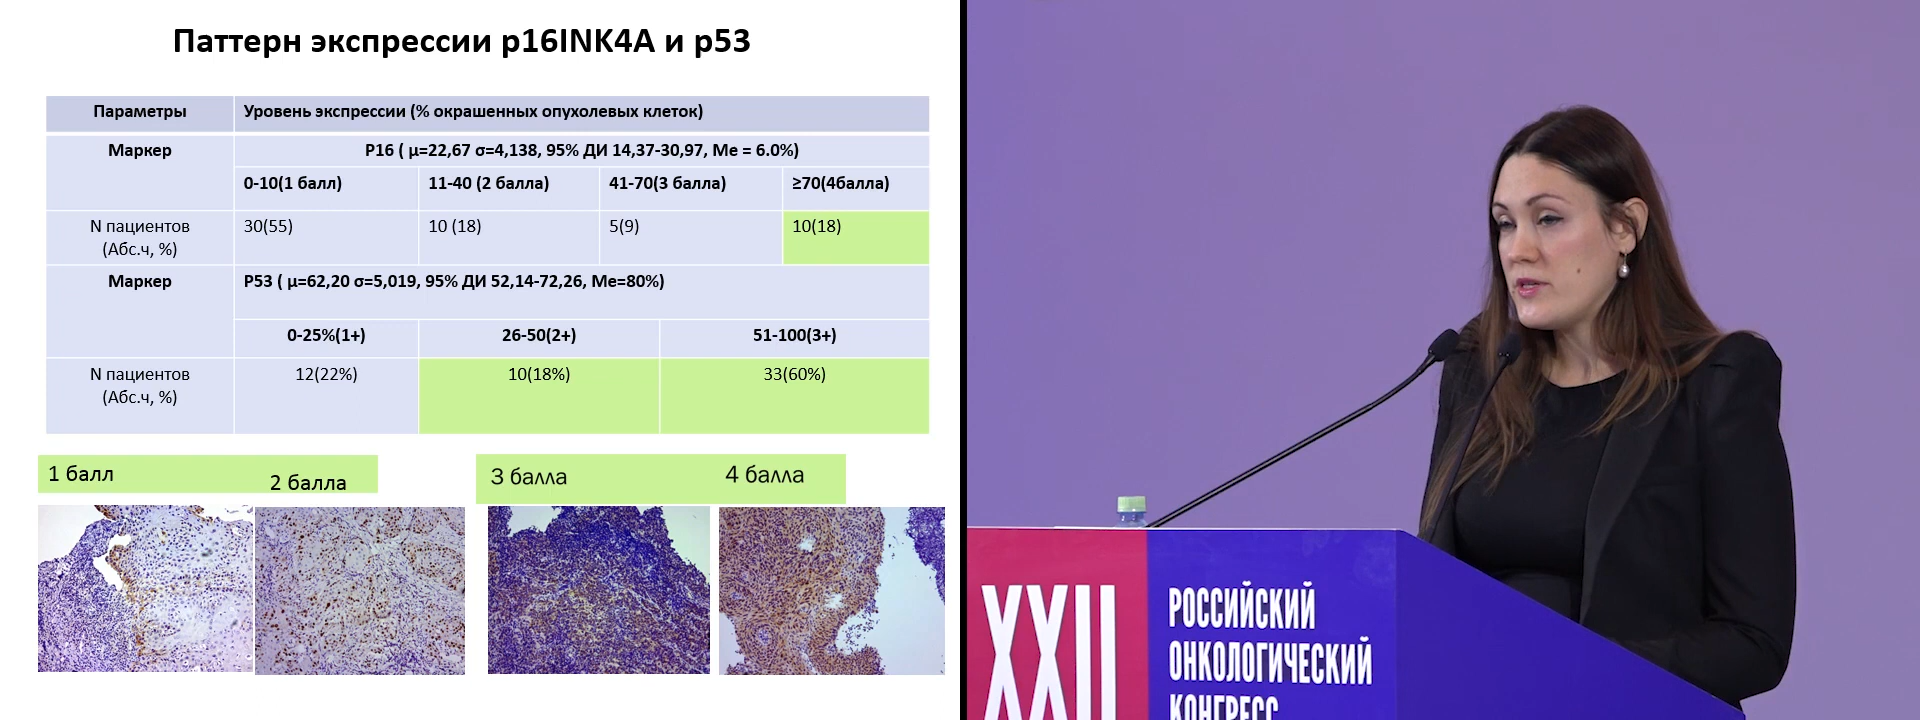 Паттерн экспрессии p16INK4A и p53
Параметры
Уровень экспрессии (% окрашенных опухолевых клеток)
Маркер
P16 ( μ=22,67 σ=4,138, 95% ДИ 14,37-30,97, Me = 6.0%)
0-10(1 балл)
11-40 (2 балла)
41-70(3 балла)
≥70(4балла)
N пациентов
(Абс.ч, %)
30(55)
10 (18)
5(9)
10(18)
Маркер
P53 ( μ=62,20 σ=5,019, 95% ДИ 52,14-72,26, Me=80%)
0-25%(1+)
26-50(2+)
51-100(3+)
N пациентов
(Абс.ч, %)
12(22%)
10(18%)
33(60%)
1 балл
2 балла
3 балла
4 балла
XXII
РОССИЙСКИЙ
ОНКОЛОГИЧЕСКИЙ
КОНГРЕСС